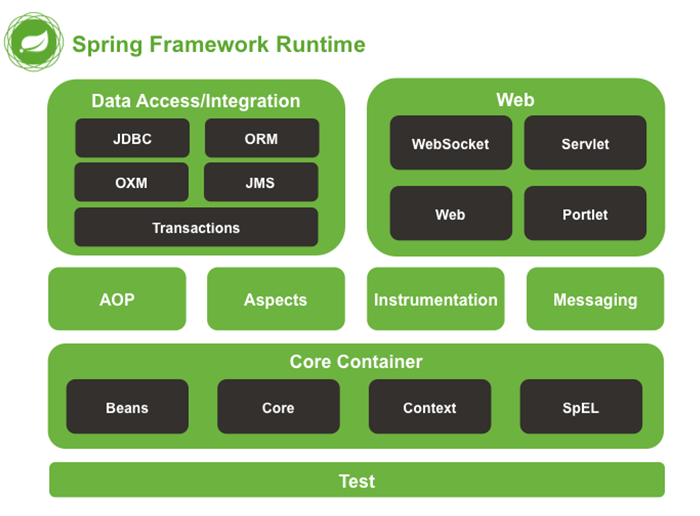 Spring Framework Runtime
Data Access/Integration
JDBC
ORM
OXM
JMS
Transactions
Web
WebSocket
Servlet
Web
Portlet
AOP
Aspects
Instrumentation
Messaging
Core Container
Beans
Core
Context
SpEL
Test